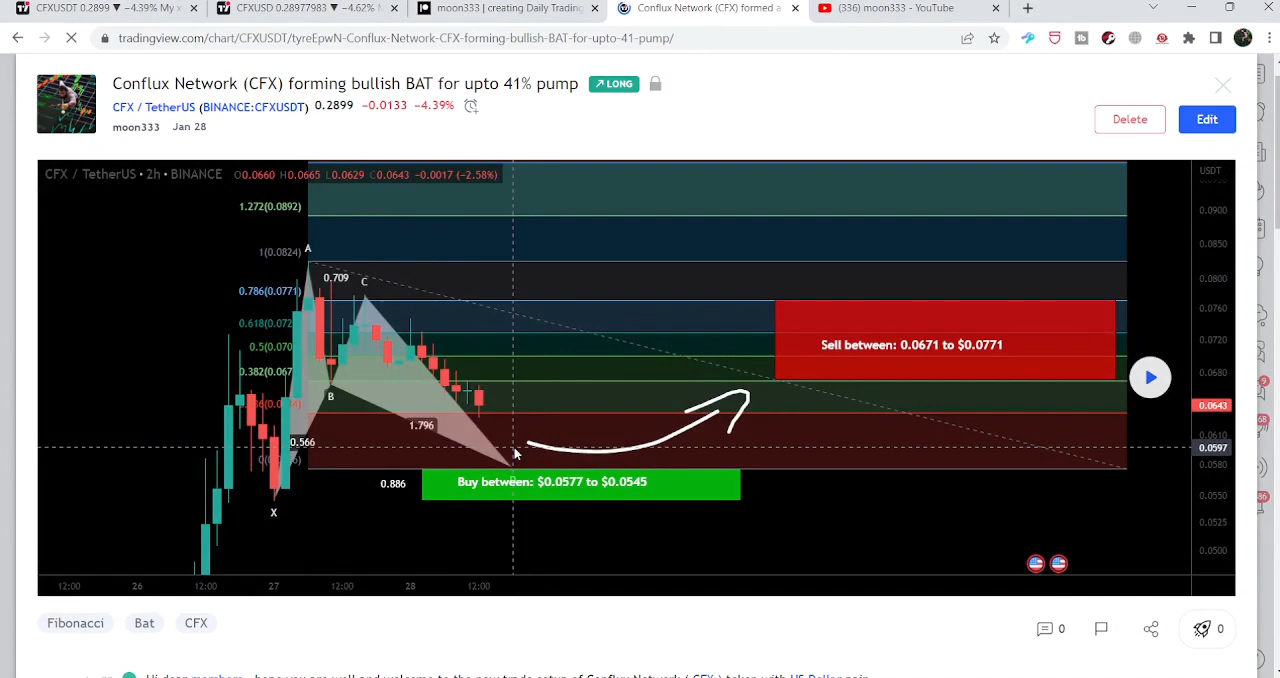 CFXUSDT 0.2899 ▼ −4.39% My
CFXUSD 0.28977983 ▼ −4.62%
moon333 | creating Daily Trading
Conflux Network (CFX) formed a
(336) moon333 - YouTube
tradingview.com/chart/CFXUSDT/tyreEpwN-Conflux-Network-CFX-forming-bullish-BAT-for-upto-41-pump/
Conflux Network (CFX) forming bullish BAT for upto 41% pump
LONG
CFX / TetherUS (BINANCE:CFXUSDT) 0.2899 −0.0133 −4.39%
moon333 Jan 28
Delete
Edit
CFX / TetherUS • 2h • BINANCE O0.0660 H0.0665 L0.0629 C0.0643 −0.0017 (−2.58%)
USDT
1.272(0.0892)
0.0900
0.0850
1(0.0824)
A
0.709
C
0.0800
0.786(0.0771)
0.0760
0.618(0.072
0.0720
0.5(0.070
Sell between: 0.0671 to $0.0771
0.382(0.067
0.0680
B
0.0643
1.796
0.0610
0.566
0.0597
0.0580
0.886
Buy between: $0.0577 to $0.0545
0.0550
X
0.0525
0.0500
12:00
26
12:00
27
12:00
28
12:00
Fibonacci
Bat
CFX
0
0